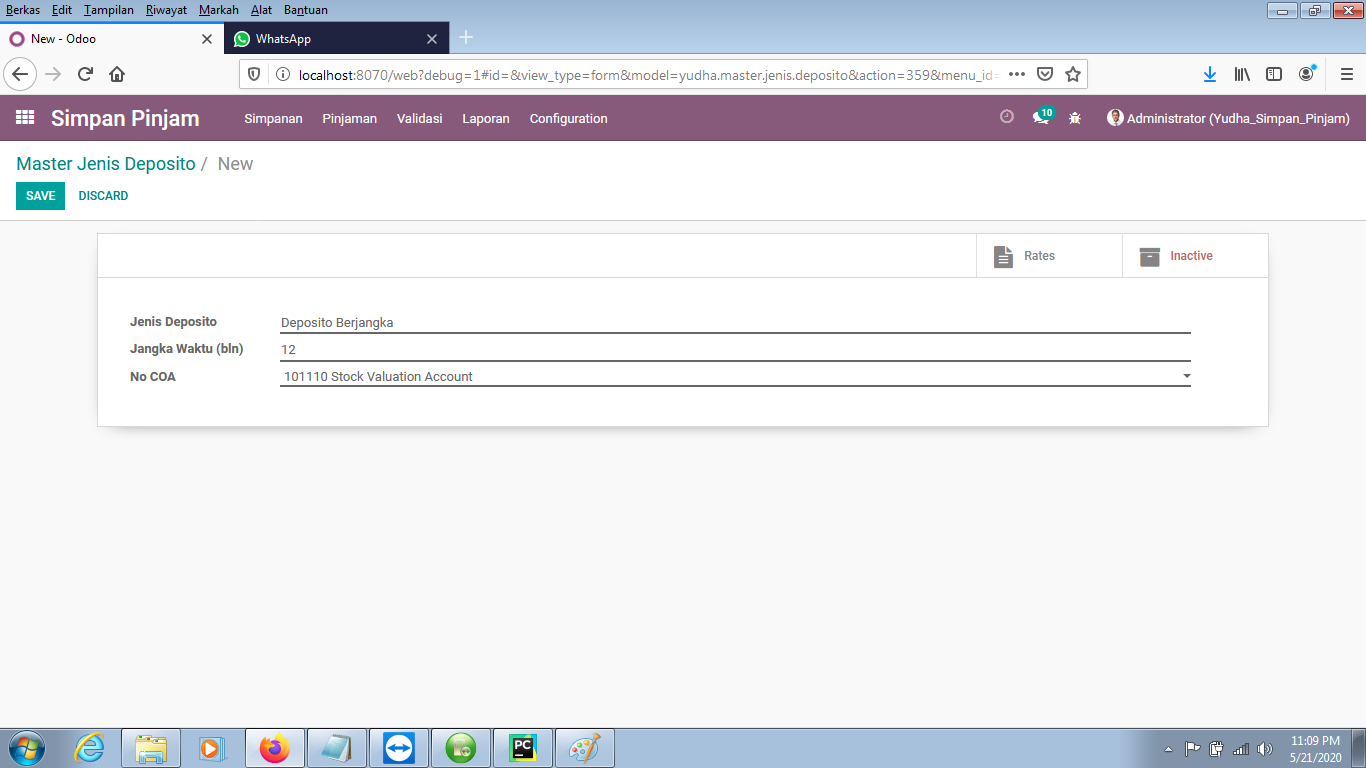 Berkas Edit Tampilan Riwayat Markah Alat Bantuan
New - Odoo
WhatsApp
localhost:8070/web?debug=1#id=&view_type=form&model=yudha.master.jenis.deposito&action=359&menu_id=
Simpan Pinjam Simpanan Pinjaman Validasi Laporan Configuration 10 Administrator (Yudha_Simpan_Pinjam)
Master Jenis Deposito / New
SAVE DISCARD
Rates Inactive
Jenis Deposito Deposito Berjangka
Jangka Waktu (bln) 12
No COA 101110 Stock Valuation Account
PC
11:09 PM
5/21/2020